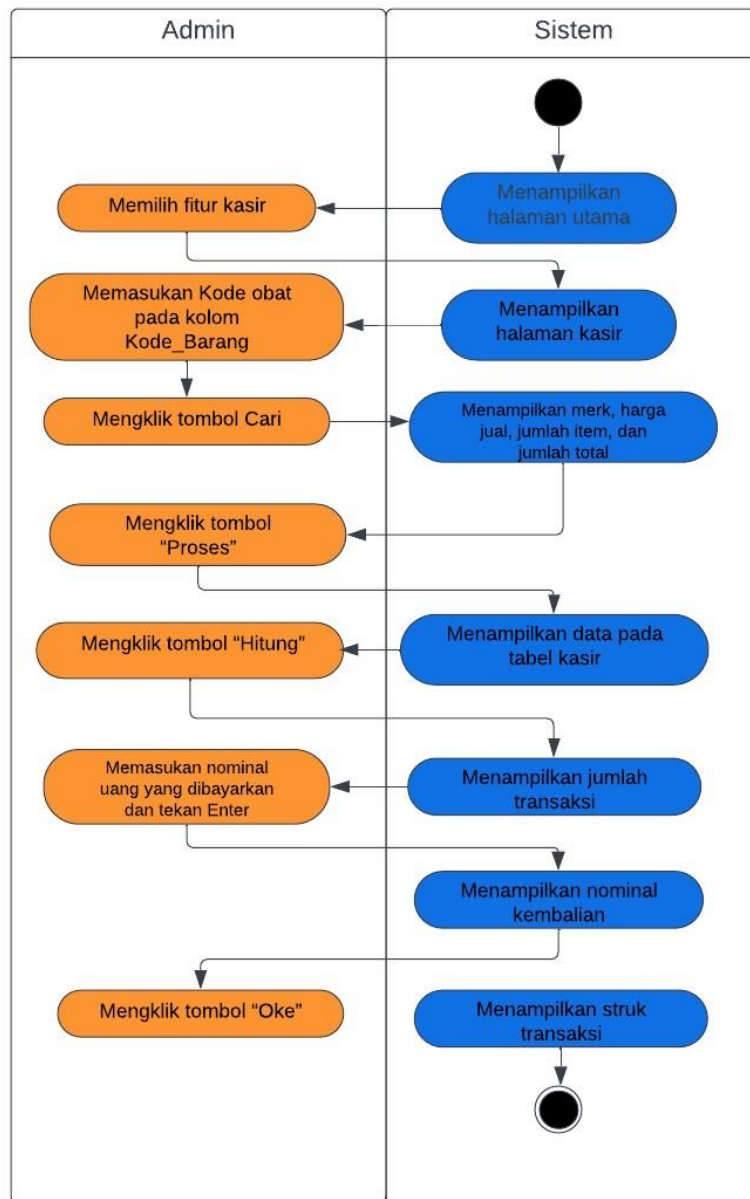 Admin
Sistem
Menampilkan
halaman utama
Memilih fitur kasir
Menampilkan
halaman kasir
Memasukan Kode obat
pada kolom
Kode_Barang
Mengklik tombol Cari
Menampilkan merk, harga
jual, jumlah item, dan
jumlah total
Mengklik tombol
“Proses”
Menampilkan data pada
tabel kasir
Mengklik tombol “Hitung”
Menampilkan jumlah
transaksi
Memasukan nominal
uang yang dibayarkan
dan tekan Enter
Menampilkan nominal
kembalian
Mengklik tombol “Oke”
Menampilkan struk
transaksi